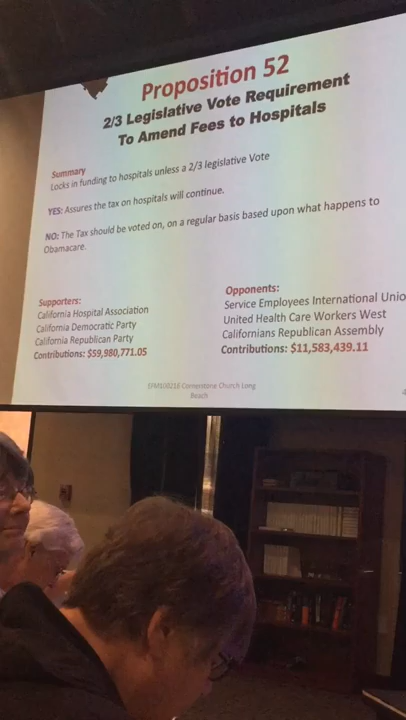 Proposition 52
2/3 Legislative Vote Requirement
To Amend Fees to Hospitals
Summary
Locks in funding to hospitals unless a 2/3 legislative Vote
YES: Assures the tax on hospitals will continue.
NO: The Tax should be voted on, on a regular basis based upon what happens to
Obamacare.
Supporters:
California Hospital Association
California Democratic Party
California Republican Party
Contributions: $59,980,771.05
Opponents:
Service Employees International Unio
United Health Care Workers West
Californians Republican Assembly
Contributions: $11,583,439.11
Cornerstone Church Long
Beach
4